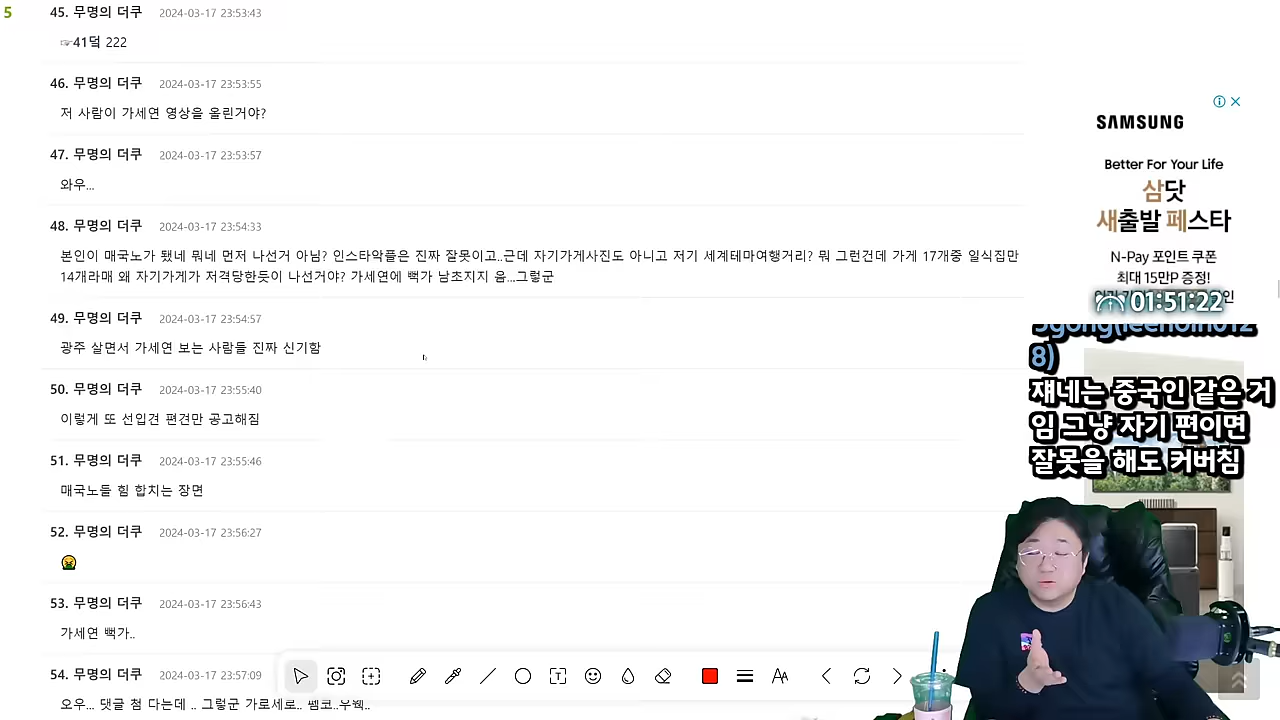 5
45. 무명의 더쿠 2024-03-17 23:53:43
☞41덬 222
46. 무명의 더쿠 2024-03-17 23:53:55
저 사람이 가세연 영상을 올린거야?
47. 무명의 더쿠 2024-03-17 23:53:57
와우...
48. 무명의 더쿠 2024-03-17 23:54:33
본인이 매국노가 됐네 뭐네 먼저 나선거 아님? 인스타악플은 진짜 잘못이고..근데 자기가게사진도 아니고 저기 세계테마여행거리? 뭐 그런건데 가게 17개중 일식집만
14개라매 왜 자기가게가 저격당한듯이 나선거야? 가세연에 뻑가 남초지지 음...그렇군
49. 무명의 더쿠 2024-03-17 23:54:57
광주 살면서 가세연 보는 사람들 진짜 신기함
50. 무명의 더쿠 2024-03-17 23:55:40
이렇게 또 선입견 편견만 공고해짐
51. 무명의 더쿠 2024-03-17 23:55:46
매국노들 힘 합치는 장면
52. 무명의 더쿠 2024-03-17 23:56:27
53. 무명의 더쿠 2024-03-17 23:56:43
가세연 뻑가..
54. 무명의 더쿠 2024-03-17 23:57:09
오우... 댓글 첨 다는데 .. 그렇군 가로세로.. 펨코..우웩..
SAMSUNG
Better For Your Life
삼닷
새출발 페스타
N-Pay 포인트 쿠폰
최대 15만P 증정!
01:51:22
8)
쟤네는 중국인 같은 거
임 그냥 자기 편이면
잘못을 해도 커버침